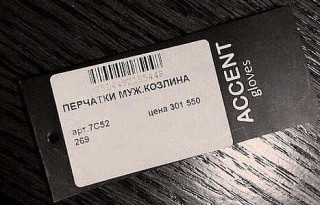 ПЕРЧАТКИ МУЖ.КОЗЛИНА
арт.7С52
цена 301 550
269
ACCENT
gloves